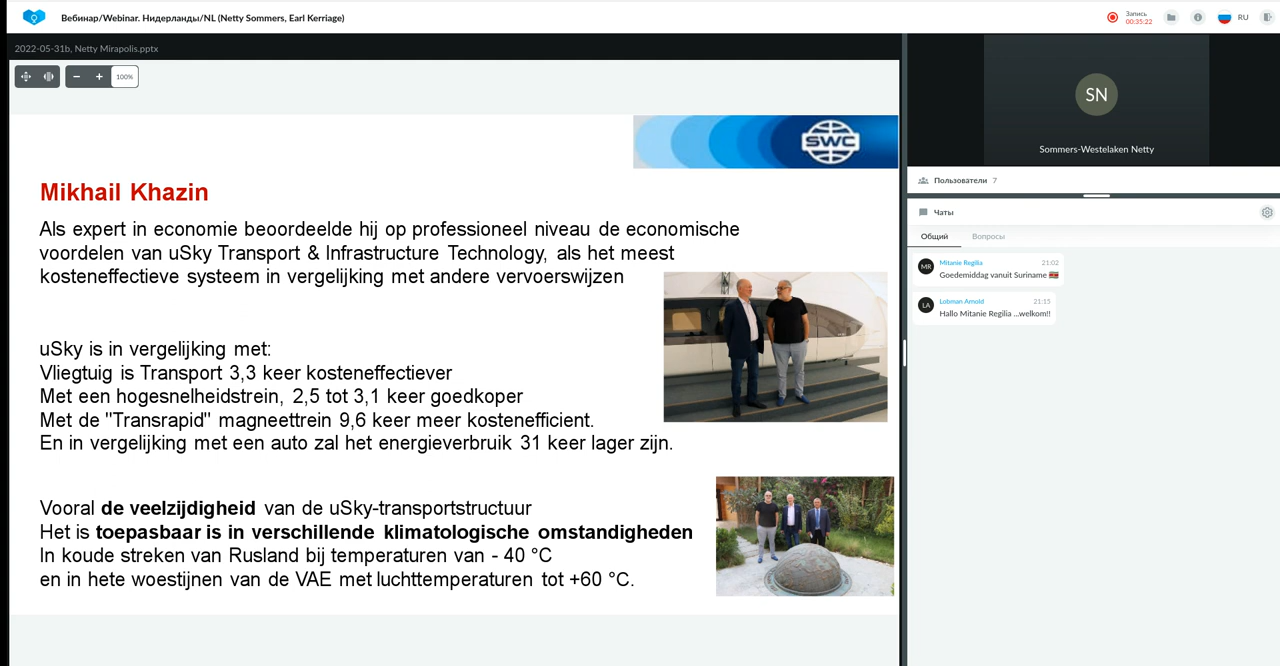 Вебинар/Webinar. Нидерланды/NL (Netty Sommers, Earl Kerriage)
Запись
00:35:22
RU
2022-05-31b, Netty Mirapolis.pptx
100%
SWC
Mikhail Khazin
Als expert in economie beoordeelde hij op professioneel niveau de economische
voordelen van uSky Transport & Infrastructure Technology, als het meest
kosteneffectieve systeem in vergelijking met andere vervoerswijzen
uSky is in vergelijking met:
Vliegtuig is Transport 3,3 keer kosteneffectiever
Met een hogesnelheidstrein, 2,5 tot 3,1 keer goedkoper
Met de "Transrapid" magneettrein 9,6 keer meer kostenefficient.
En in vergelijking met een auto zal het energieverbruik 31 keer lager zijn.
Vooral de veelzijdigheid van de uSky-transportstructuur
Het is toepasbaar is in verschillende klimatologische omstandigheden
In koude streken van Rusland bij temperaturen van - 40 °C
en in hete woestijnen van de VAE met luchttemperaturen tot +60 °C.
SN
Sommers-Westelaken Netty
Пользователи 7
Чаты
Общий Вопросы
MR
Mitanie Regilia 21:02
Goedemiddag vanuit Suriname 🇸🇷
LA
Lobman Arnold 21:15
Hallo Mitanie Regilia ...welkom!!